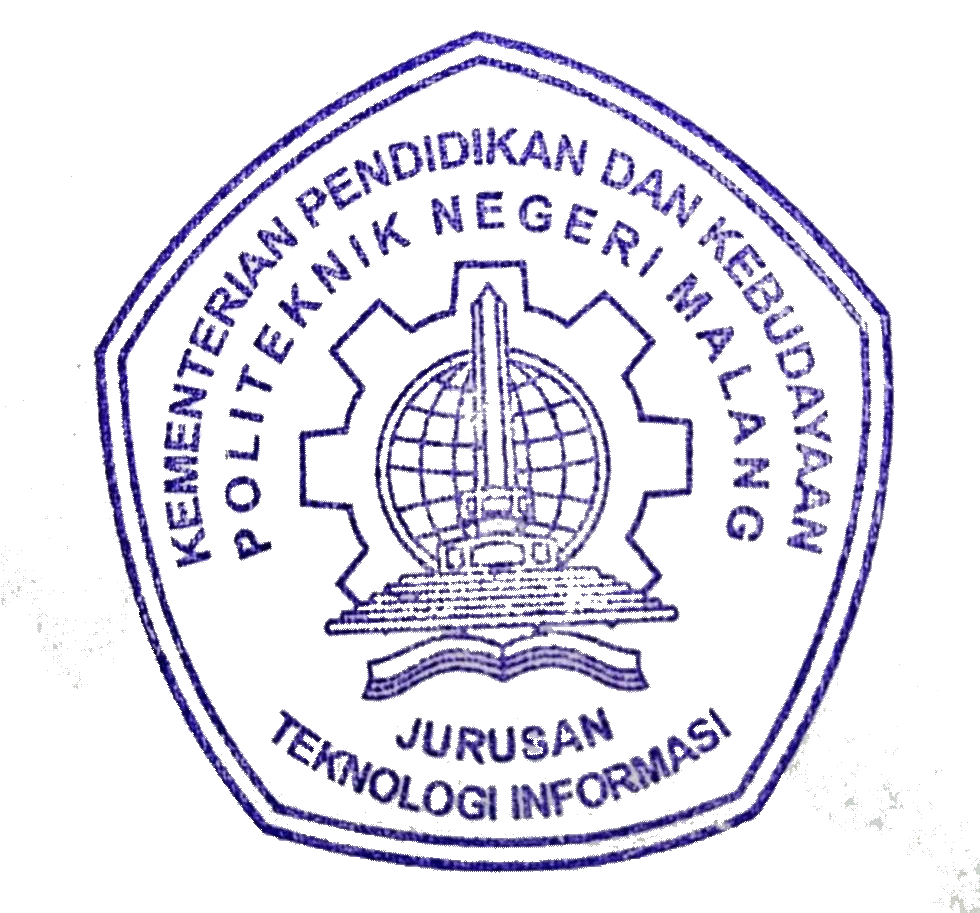 KEMENTERIAN PENDIDIKAN DAN KEBUDAYAAN
POLITEKNIK NEGERI MALANG
JURUSAN
TEKNOLOGI INFORMASI